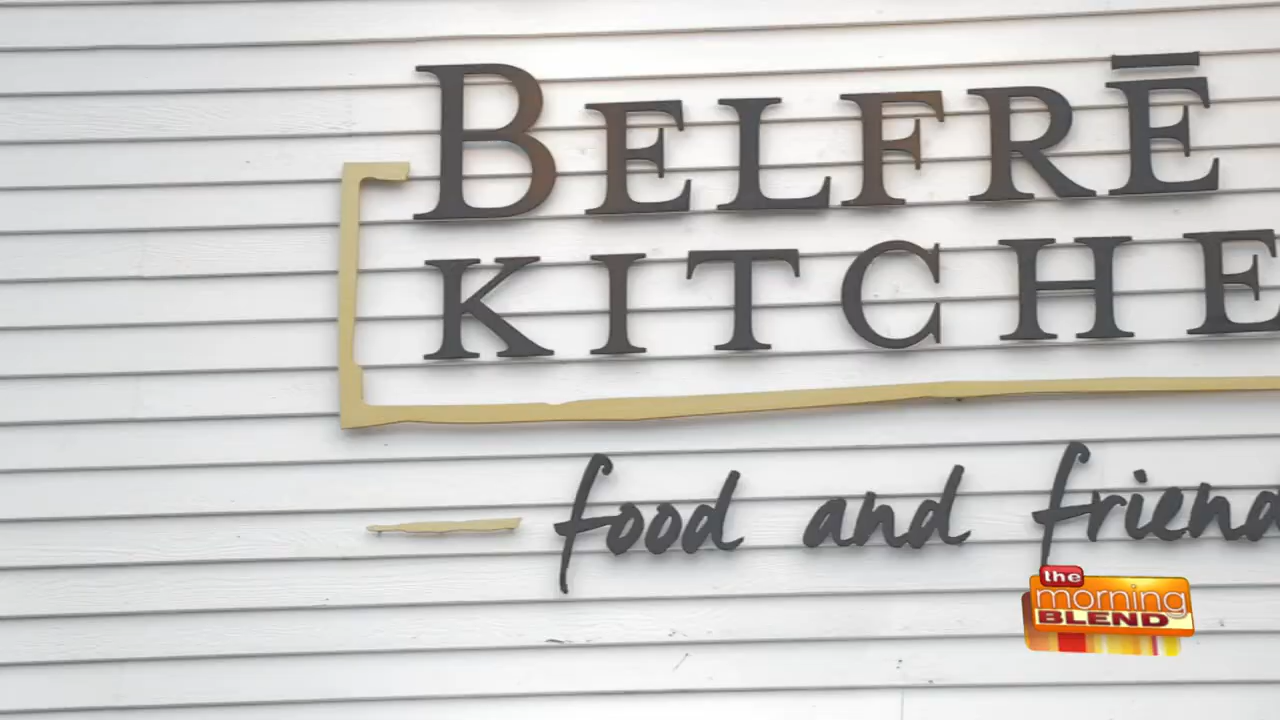 BELFRĒ
KITCHE
food and friend
the
morning
BLEND